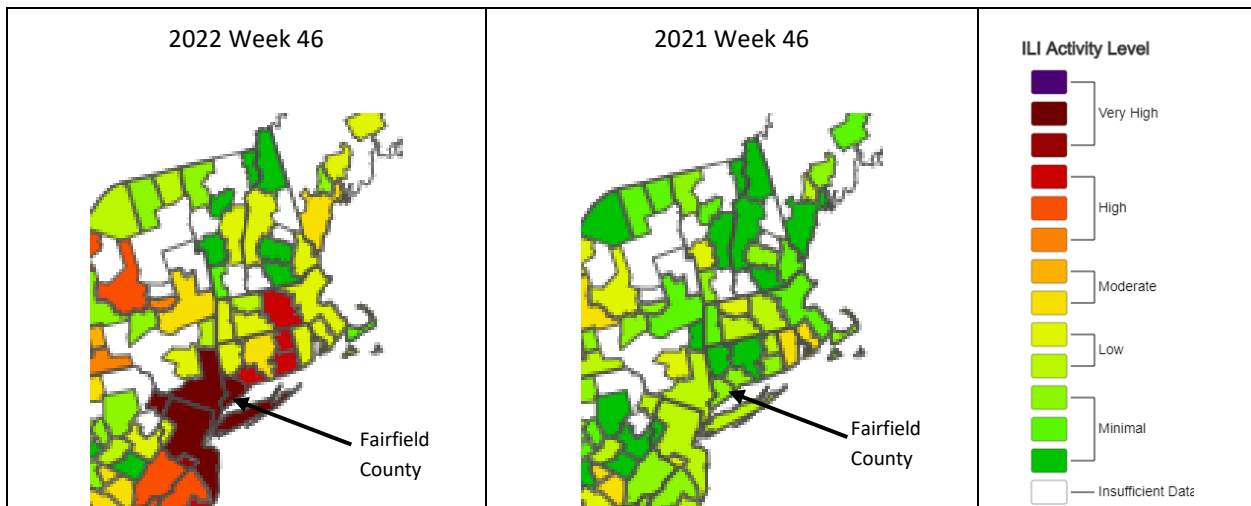 2022 Week 46
2021 Week 46
Fairfield
County
Fairfield
County
ILI Activity Level
Very High
High
Moderate
Low
Minimal
Insufficient Data